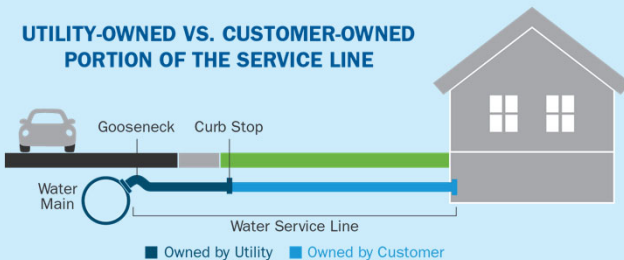 UTILITY-OWNED VS. CUSTOMER-OWNED
PORTION OF THE SERVICE LINE
Gooseneck
Curb Stop
Water
Main
Water Service Line
Owned by Utility
Owned by Customer